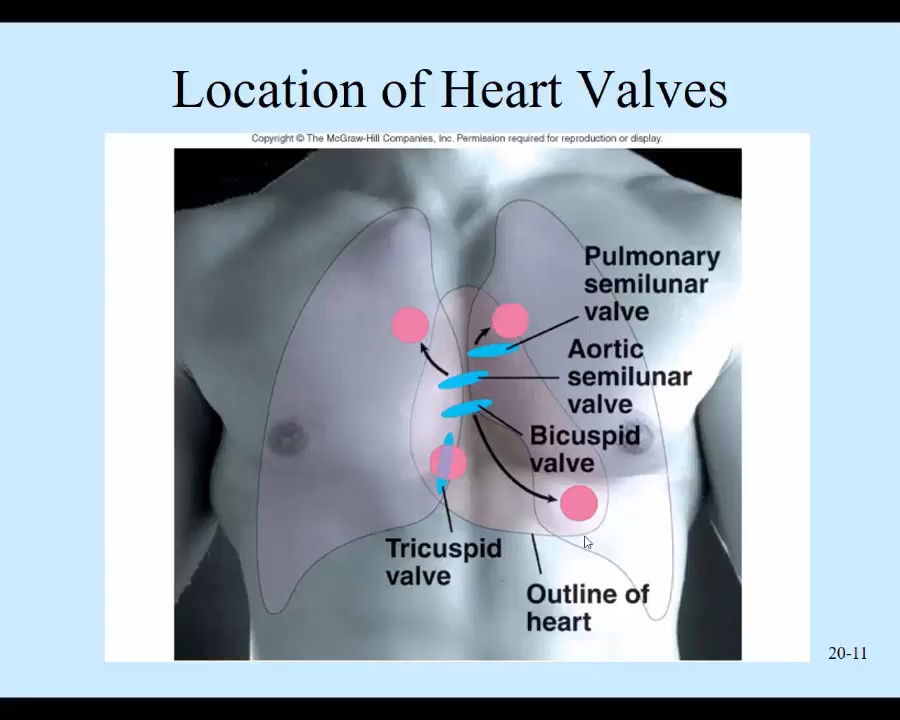 Location of Heart Valves
Copyright © The McGraw-Hill Companies, Inc. Permission required for reproduction or display.
Pulmonary
semilunar
valve
Aortic
semilunar
valve
Bicuspid
valve
Tricuspid
valve
Outline of
heart
20-11